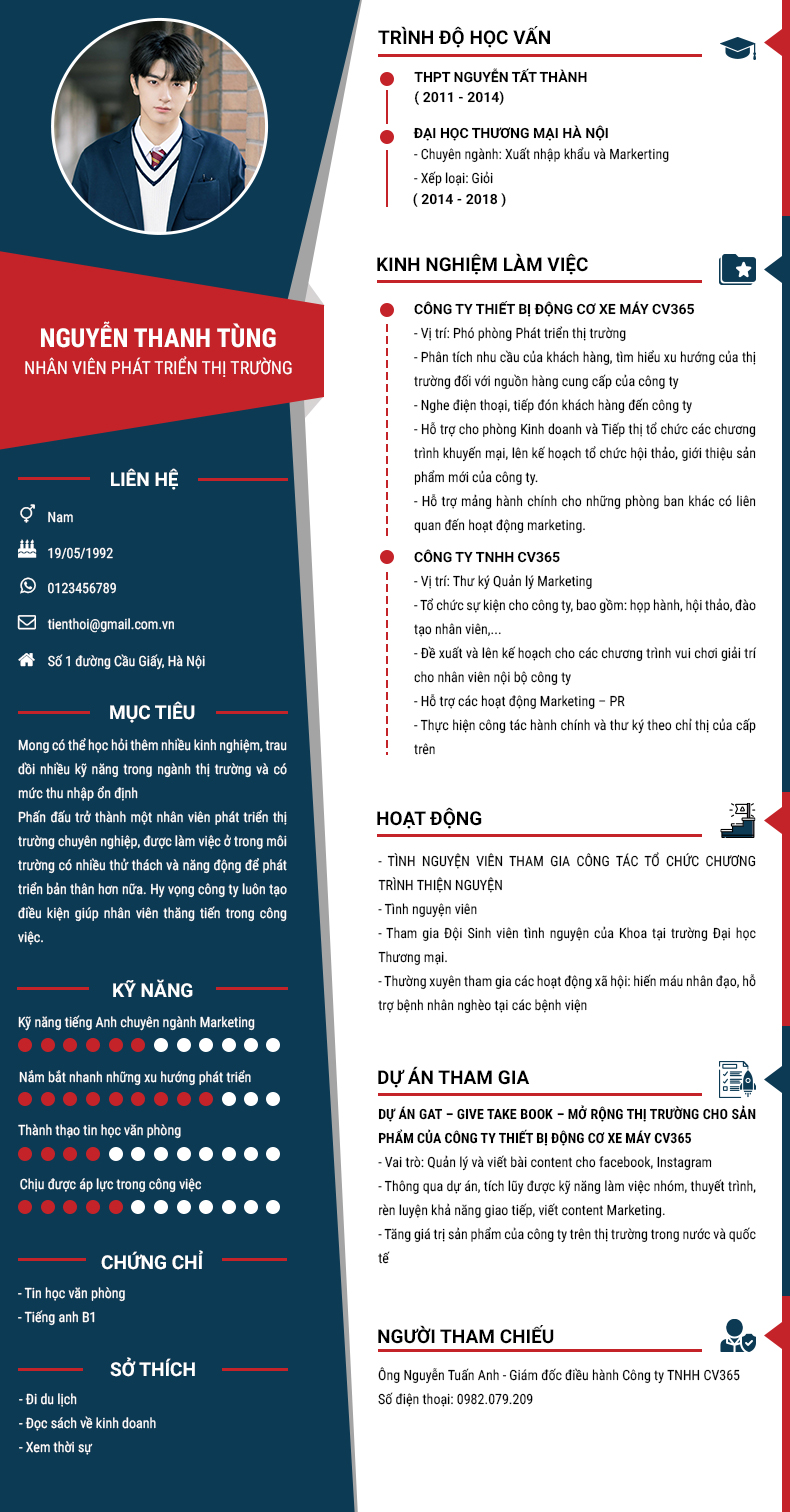 NGUYỄN THANH TÙNG
NHÂN VIÊN PHÁT TRIỂN THỊ TRƯỜNG
LIÊN HỆ
Nam
19/05/1992
0123456789
tienthoi@gmail.com.vn
Số 1 đường Cầu Giấy, Hà Nội
MỤC TIÊU
Mong có thể học hỏi thêm nhiều kinh nghiệm, trau
dồi nhiều kỹ năng trong ngành thị trường và có
mức thu nhập ổn định
Phấn đấu trở thành một nhân viên phát triển thị
trường chuyên nghiệp, được làm việc ở trong môi
trường có nhiều thử thách và năng động để phát
triển bản thân hơn nữa. Hy vọng công ty luôn tạo
điều kiện giúp nhân viên thăng tiến trong công
việc.
KỸ NĂNG
Kỹ năng tiếng Anh chuyên ngành Marketing
Nắm bắt nhanh những xu hướng phát triển
Thành thạo tin học văn phòng
Chịu được áp lực trong công việc
CHỨNG CHỈ
- Tin học văn phòng
- Tiếng anh B1
SỞ THÍCH
- Đi du lịch
- Đọc sách về kinh doanh
- Xem thời sự
TRÌNH ĐỘ HỌC VẤN
THPT NGUYỄN TẤT THÀNH
( 2011 - 2014)
ĐẠI HỌC THƯƠNG MẠI HÀ NỘI
- Chuyên ngành: Xuất nhập khẩu và Markerting
- Xếp loại: Giỏi
( 2014 - 2018 )
KINH NGHIỆM LÀM VIỆC
CÔNG TY THIẾT BỊ ĐỘNG CƠ XE MÁY CV365
- Vị trí: Phó phòng Phát triển thị trường
- Phân tích nhu cầu của khách hàng, tìm hiểu xu hướng của thị
trường đối với nguồn hàng cung cấp của công ty
- Nghe điện thoại, tiếp đón khách hàng đến công ty
- Hỗ trợ cho phòng Kinh doanh và Tiếp thị tổ chức các chương
trình khuyến mại, lên kế hoạch tổ chức hội thảo, giới thiệu sản
phẩm mới của công ty.
- Hỗ trợ mảng hành chính cho những phòng ban khác có liên
quan đến hoạt động marketing.
CÔNG TY TNHH CV365
- Vị trí: Thư ký Quản lý Marketing
- Tổ chức sự kiện cho công ty, bao gồm: họp hành, hội thảo, đào
tạo nhân viên,...
- Đề xuất và lên kế hoạch cho các chương trình vui chơi giải trí
cho nhân viên nội bộ công ty
- Hỗ trợ các hoạt động Marketing – PR
- Thực hiện công tác hành chính và thư ký theo chỉ thị của cấp
trên
HOẠT ĐỘNG
- TÌNH NGUYỆN VIÊN THAM GIA CÔNG TÁC TỔ CHỨC CHƯƠNG
TRÌNH THIỆN NGUYỆN
- Tình nguyện viên
- Tham gia Đội Sinh viên tình nguyện của Khoa tại trường Đại học
Thương mại.
- Thường xuyên tham gia các hoạt động xã hội: hiến máu nhân đạo, hỗ
trợ bệnh nhân nghèo tại các bệnh viện
DỰ ÁN THAM GIA
DỰ ÁN GAT – GIVE TAKE BOOK – MỞ RỘNG THỊ TRƯỜNG CHO SẢN
PHẨM CỦA CÔNG TY THIẾT BỊ ĐỘNG CƠ XE MÁY CV365
- Vai trò: Quản lý và viết bài content cho facebook, Instagram
- Thông qua dự án, tích lũy được kỹ năng làm việc nhóm, thuyết trình,
rèn luyện khả năng giao tiếp, viết content Marketing.
- Tăng giá trị sản phẩm của công ty trên thị trường trong nước và quốc
tế
NGƯỜI THAM CHIẾU
Ông Nguyễn Tuấn Anh - Giám đốc điều hành Công ty TNHH CV365
Số điện thoại: 0982.079.209